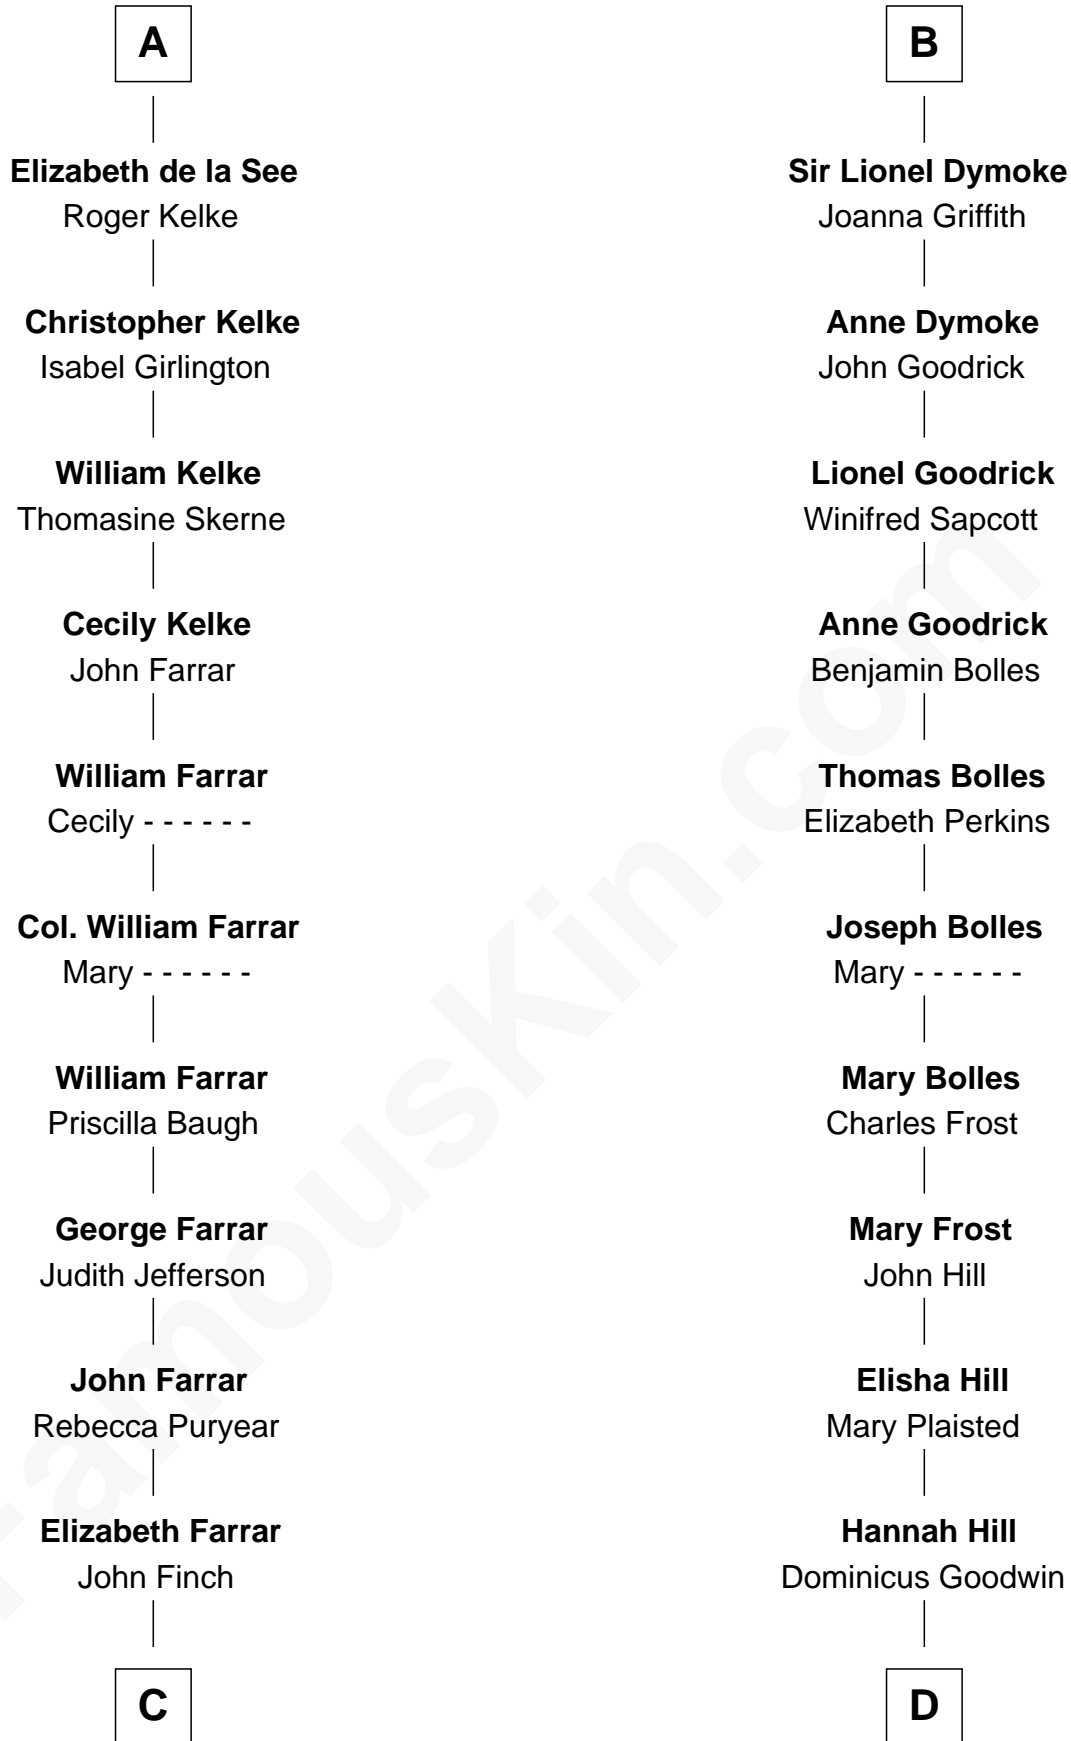 A
Elizabeth de la See
Roger Kelke
Christopher Kelke
Isabel Girlington
William Kelke
Thomasine Skerne
Cecily Kelke
John Farrar
William Farrar
Cecily - - - - - -
Col. William Farrar
Mary - - - - - -
William Farrar
Priscilla Baugh
George Farrar
Judith Jefferson
John Farrar
Rebecca Puryear
Elizabeth Farrar
John Finch
C
B
Sir Lionel Dymoke
Joanna Griffith
Anne Dymoke
John Goodrick
Lionel Goodrick
Winifred Sapcott
Anne Goodrick
Benjamin Bolles
Thomas Bolles
Elizabeth Perkins
Joseph Bolles
Mary - - - - - -
Mary Bolles
Charles Frost
Mary Frost
John Hill
Elisha Hill
Mary Plaisted
Hannah Hill
Dominicus Goodwin
D
FamousKin.com